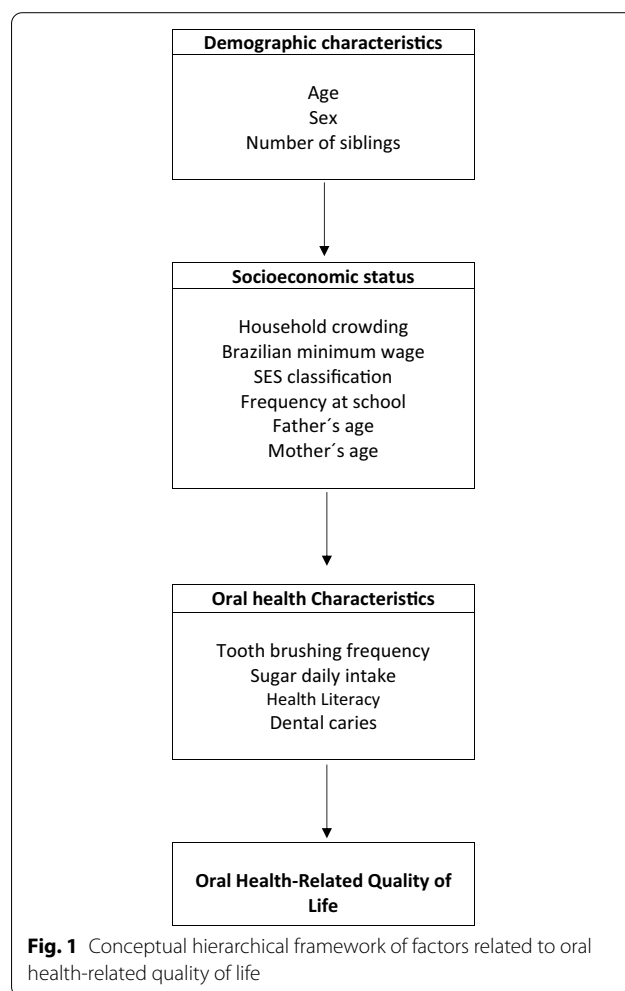 Demographic characteristics
Age
Sex
Number of siblings
Socioeconomic status
Household crowding
Brazilian minimum wage
SES classification
Frequency at school
Father´s age
Mother´s age
Oral health Characteristics
Tooth brushing frequency
Sugar daily intake
Health Literacy
Dental caries
Oral Health-Related Quality of
Life
Fig. 1 Conceptual hierarchical framework of factors related to oral
health-related quality of life